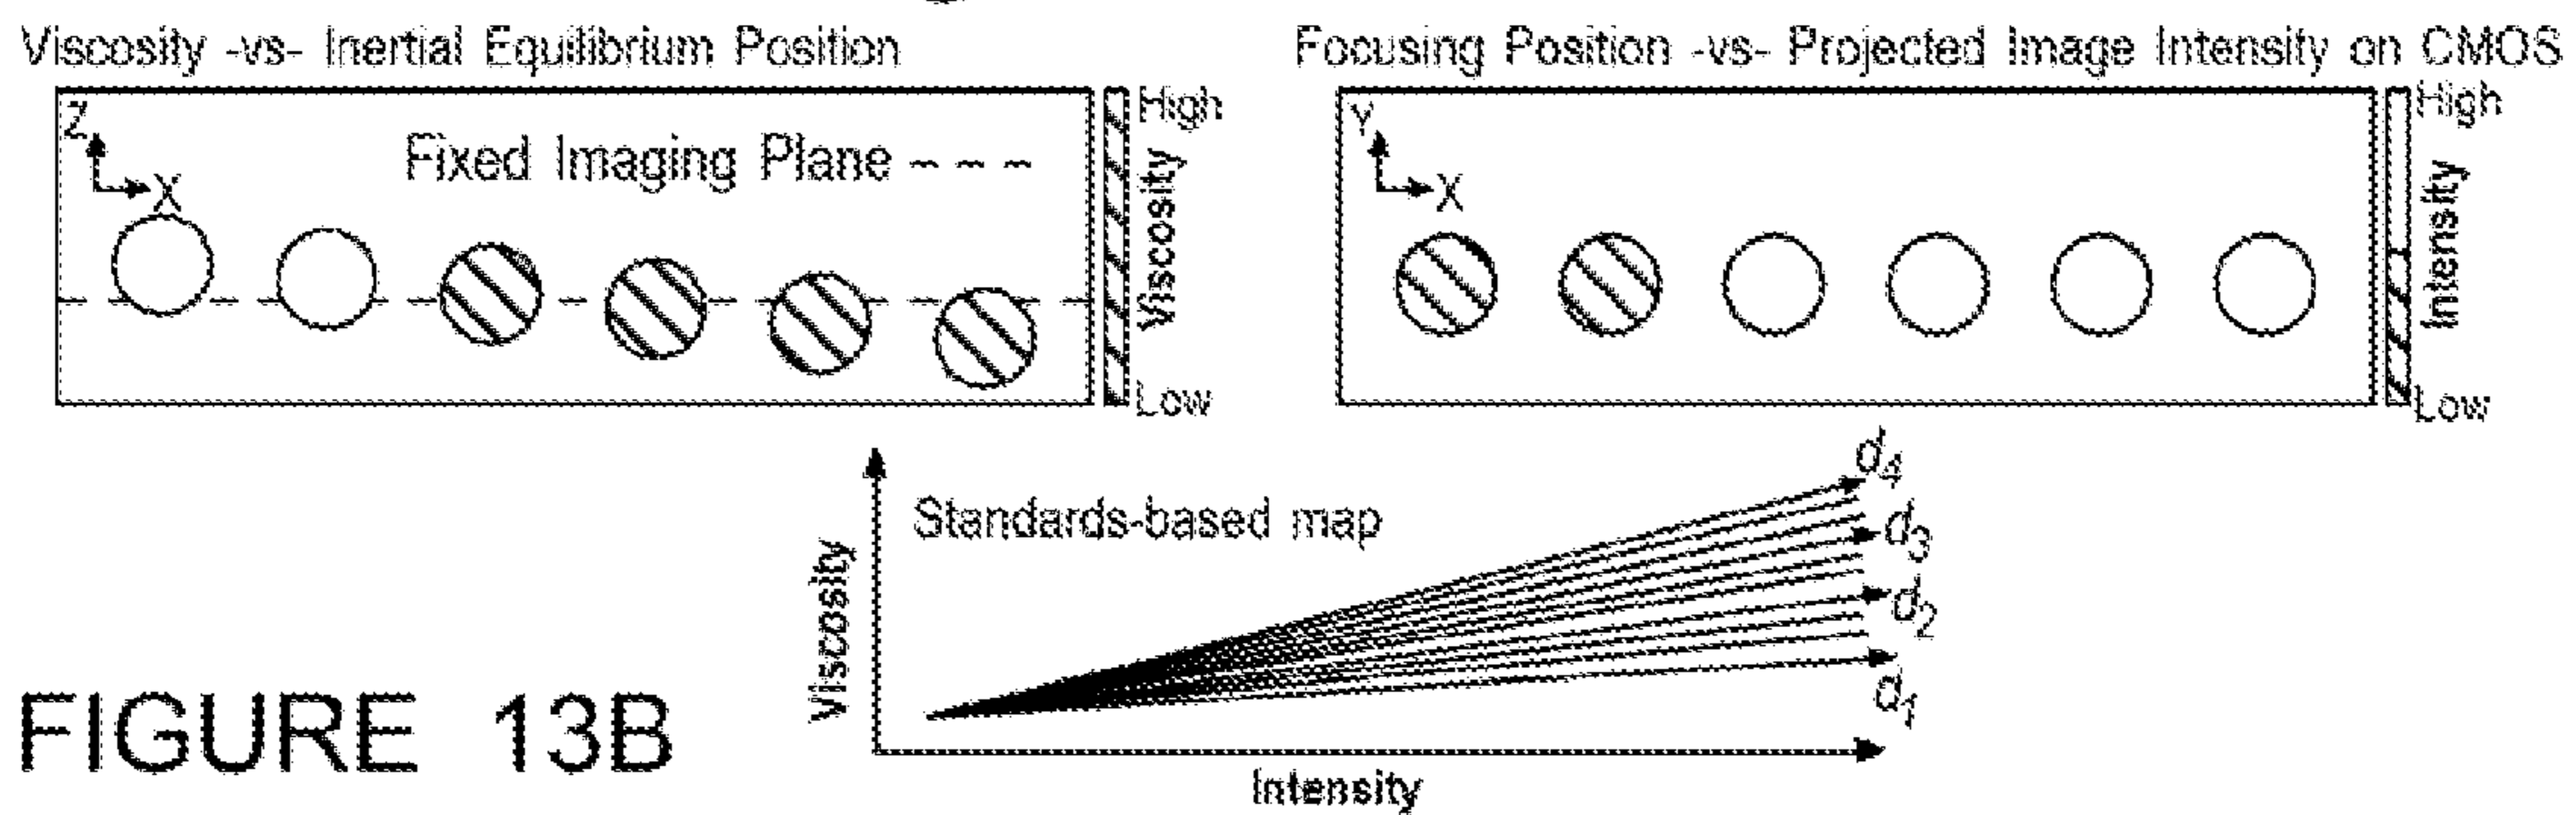 Viscosity -vs- Inertial Equilibrium Position
Z
X
Fixed Imaging Plane - - -
High
Viscosity
Low
Focusing Position -vs- Projected Image Intensity on CMOS
Y
X
High
Intensity
Low
Standards-based map
Viscosity
Intensity
d4
d3
d2
d1
FIGURE 13B